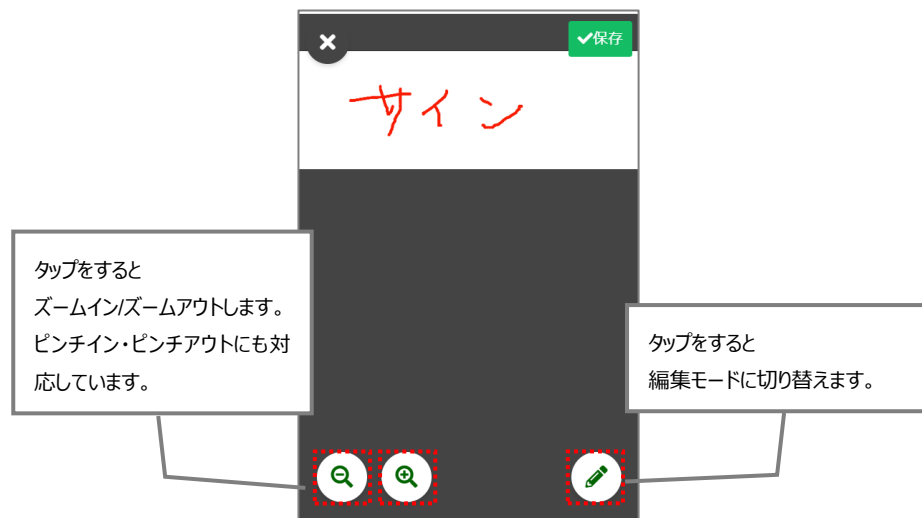 ✔保存
サイン
タップをすると
ズームイン/ズームアウトします。
ピンチイン・ピンチアウトにも対
応しています。
タップをすると
編集モードに切り替えます。